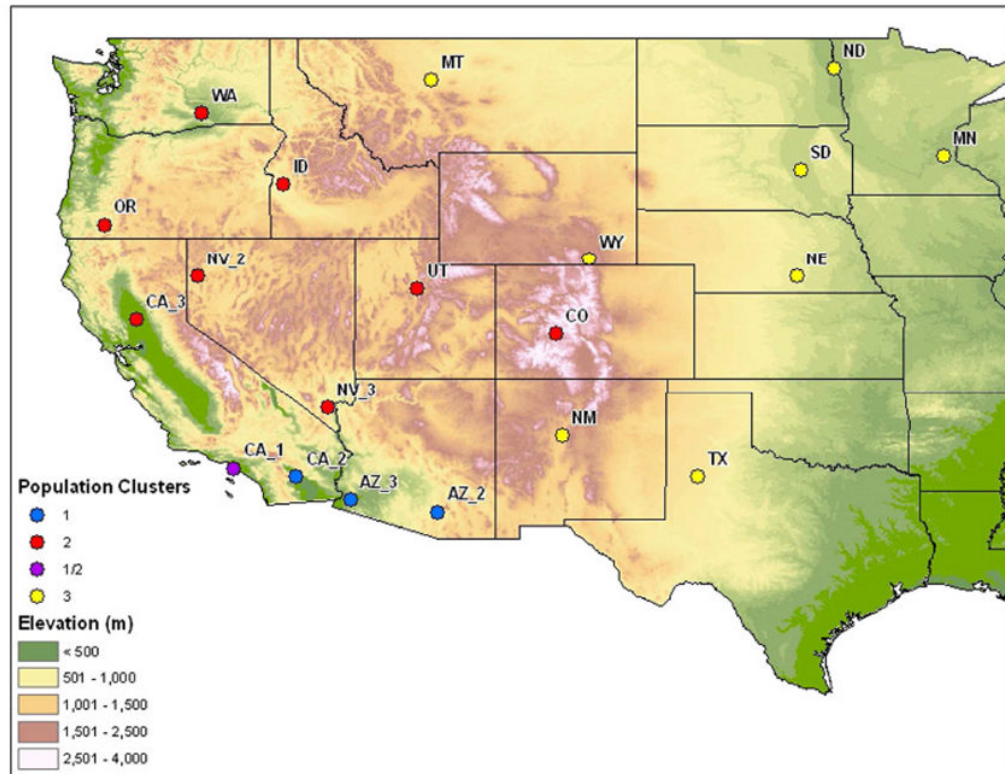 MT
ND
WA
MN
SD
ID
OR
WY
NV_2
UT
NE
CA_3
CO
NV_3
NM
CA_1
CA_2
TX
AZ_3
AZ_2
Population Clusters
1
2
1/2
3
Elevation (m)
< 500
501 - 1,000
1,001 - 1,500
1,501 - 2,500
2,501 - 4,000